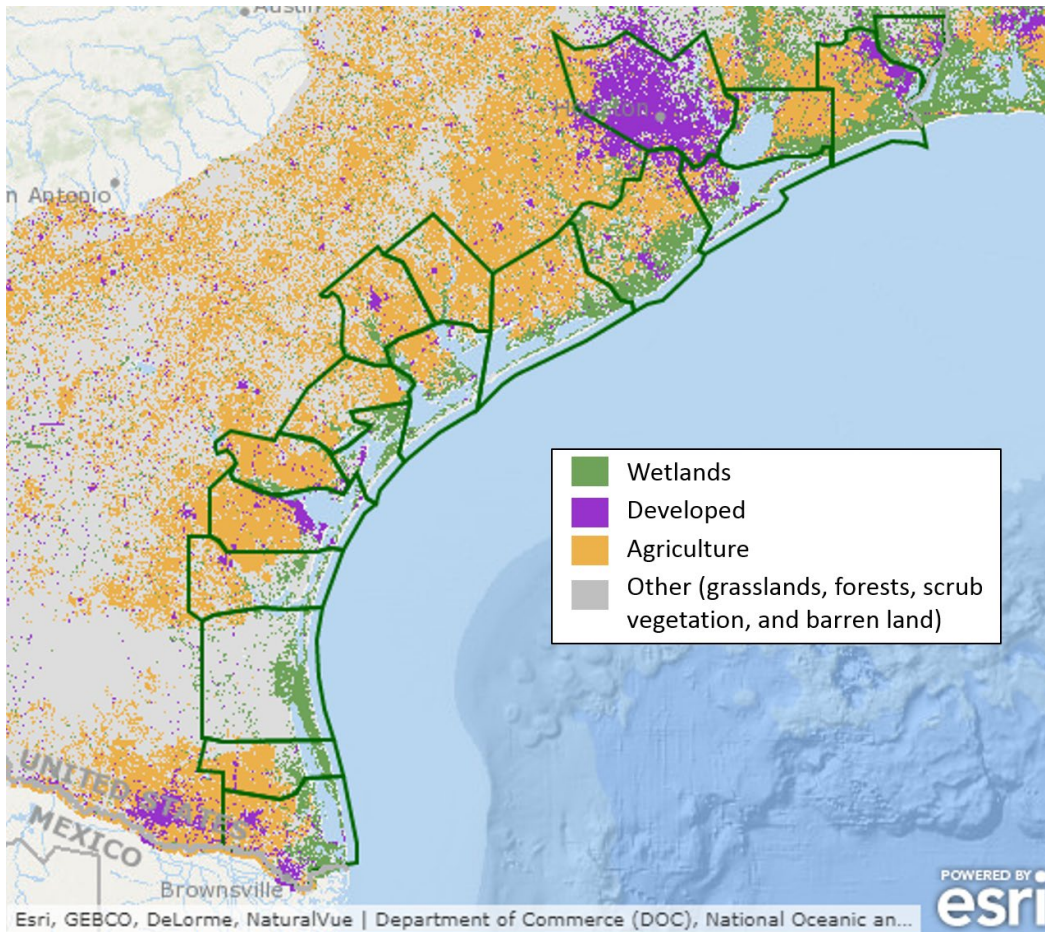 Austin
n Antonio
Houston
Wetlands
Developed
Agriculture
Other (grasslands, forests, scrub
vegetation, and barren land)
UNITED STATES
MEXICO
Brownsville
POWERED BY
esri
Esri, GEBCO, DeLorme, NaturalVue | Department of Commerce (DOC), National Oceanic an...